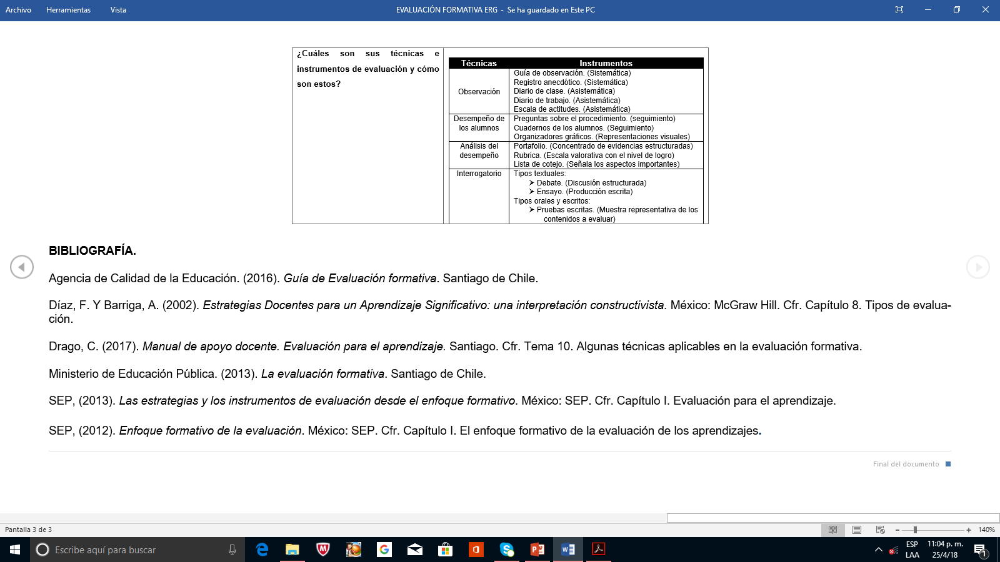 Archivo Herramientas Vista EVALUACIÓN FORMATIVA ERG - Se ha guardado en Este PC
¿Cuáles son sus técnicas e
instrumentos de evaluación y cómo
son estos?
Técnicas Instrumentos
Observación
Guía de observación. (Sistemática)
Registro anecdótico. (Sistemática)
Diario de clase. (Asistemática)
Diario de trabajo. (Asistemática)
Escala de actitudes. (Asistemática)
Desempeño de
los alumnos
Preguntas sobre el procedimiento. (seguimiento)
Cuadernos de los alumnos. (Seguimiento)
Organizadores gráficos. (Representaciones visuales)
Análisis del
desempeño
Portafolio. (Concentrado de evidencias estructuradas)
Rubrica. (Escala valorativa con el nivel de logro)
Lista de cotejo. (Señala los aspectos importantes)
Interrogatorio
Tipos textuales:
➢ Debate. (Discusión estructurada)
➢ Ensayo. (Producción escrita)
Tipos orales y escritos:
➢ Pruebas escritas. (Muestra representativa de los
contenidos a evaluar)
BIBLIOGRAFÍA.
Agencia de Calidad de la Educación. (2016). Guía de Evaluación formativa. Santiago de Chile.
Díaz, F. Y Barriga, A. (2002). Estrategias Docentes para un Aprendizaje Significativo: una interpretación constructivista. México: McGraw Hill. Cfr. Capítulo 8. Tipos de evalua-
ción.
Drago, C. (2017). Manual de apoyo docente. Evaluación para el aprendizaje. Santiago. Cfr. Tema 10. Algunas técnicas aplicables en la evaluación formativa.
Ministerio de Educación Pública. (2013). La evaluación formativa. Santiago de Chile.
SEP, (2013). Las estrategias y los instrumentos de evaluación desde el enfoque formativo. México: SEP. Cfr. Capítulo I. Evaluación para el aprendizaje.
SEP, (2012). Enfoque formativo de la evaluación. México: SEP. Cfr. Capítulo I. El enfoque formativo de la evaluación de los aprendizajes.
Final del documento
Pantalla 3 de 3 140%
Escribe aquí para buscar
ESP
LAA
11:04 p. m.
25/4/18
1